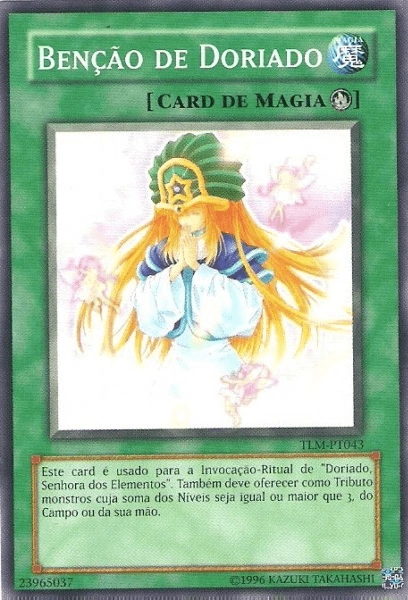 BENÇÃO DE DORIADO
MAGIA
魔
[CARD DE MAGIA]
TLM-PT043
Este card é usado para a Invocação-Ritual de "Doriado,
Senhora dos Elementos". Também deve oferecer como Tributo
monstros cuja soma dos Níveis seja igual ou maior que 3, do
Campo ou da sua mão.
23965037
©1996 KAZUKI TAKAHASHI